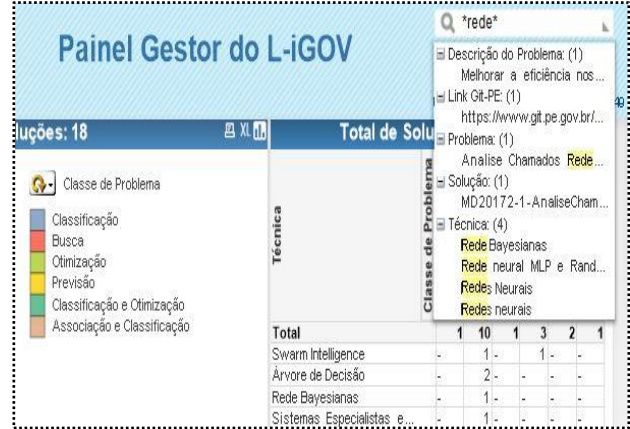 *rede*
Painel Gestor do L-iGOV
Descrição do Problema: (1)
Melhorar a eficiência nos...
Link Git-PE: (1)
https://www.git.pe.gov.br/...
Problema: (1)
Analise Chamados Rede...
Solução: (1)
MD20172-1-AnaliseCham...
Técnica: (4)
Rede Bayesianas
Rede neural MLP e Rand...
Redes Neurais
Redes neurais
luções: 18
XL
Total de Solu
Classe de Problema
Classificação
Busca
Otimização
Previsão
Classificação e Otimização
Associação e Classificação
Técnica
Classe de Problema
Total 1 10 1 3 2 1
Swarm Intelligence - 1 - 1 - -
Árvore de Decisão - 2 - - - -
Rede Bayesianas - 1 - - - -
Sistemas Especialistas e... - 1 - - - -